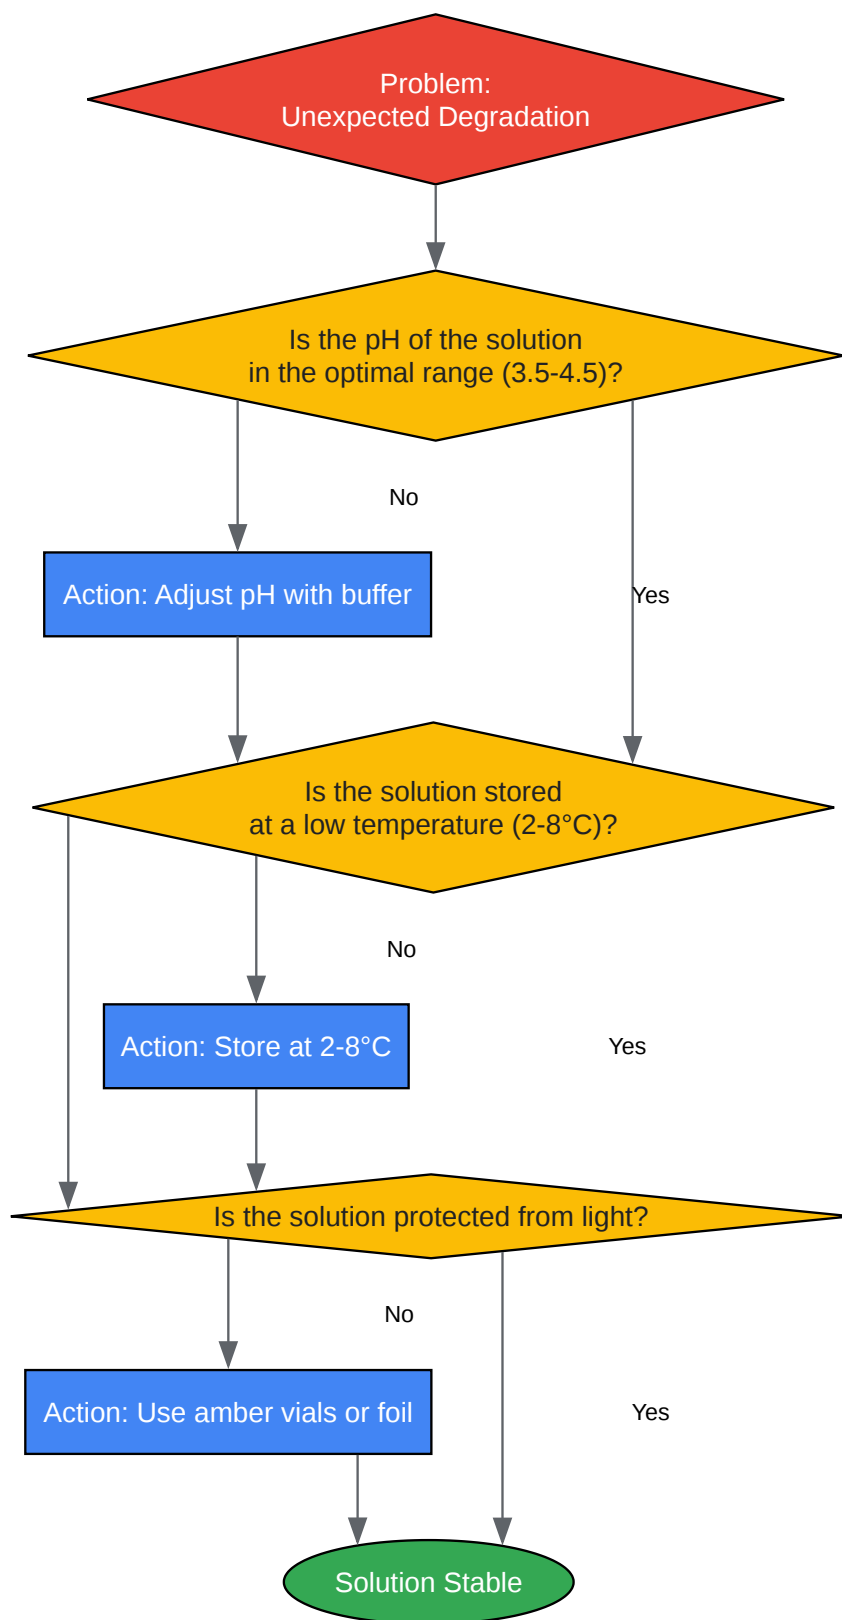 Problem:
Unexpected Degradation
Is the pH of the solution
in the optimal range (3.5-4.5)?
No
Action: Adjust pH with buffer
Yes
Is the solution stored
at a low temperature (2-8°C)?
No
Action: Store at 2-8°C
Yes
Is the solution protected from light?
No
Action: Use amber vials or foil
Yes
Solution Stable